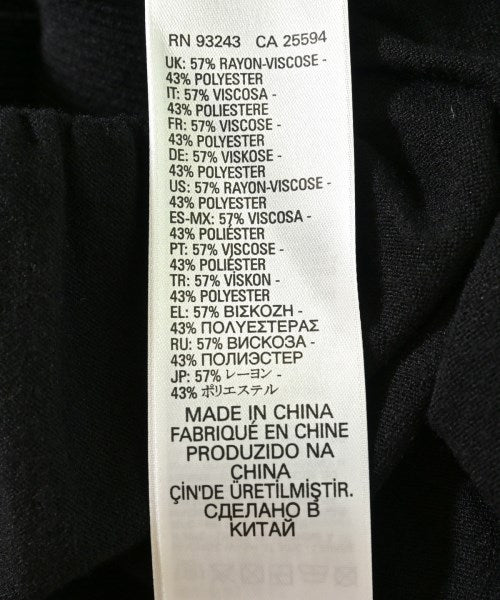 RN 93243 CA 25594
UK: 57% RAYON-VISCOSE -
43% POLYESTER
IT: 57% VISCOSA -
43% POLIESTERE
FR: 57% VISCOSE -
43% POLYESTER
DE: 57% VISKOSE -
43% POLYESTER
US: 57% RAYON-VISCOSE -
43% POLYESTER
ES-MX: 57% VISCOSA -
43% POLIÉSTER
PT: 57% VISCOSE -
43% POLIÉSTER
TR: 57% VİSKON -
43% POLYESTER
EL: 57% ΒΙΣΚΟΖΗ -
43% ΠΟΛΥΕΣΤΕΡΑΣ
RU: 57% ВИСКОЗА -
43% ПОЛИЭСТЕР
JP: 57% レーヨン -
43% ポリエステル
MADE IN CHINA
FABRIQUÉ EN CHINE
PRODUZIDO NA
CHINA
ÇİN'DE ÜRETİLMİŞTİR.
СДЕЛАНО В
КИТАЙ